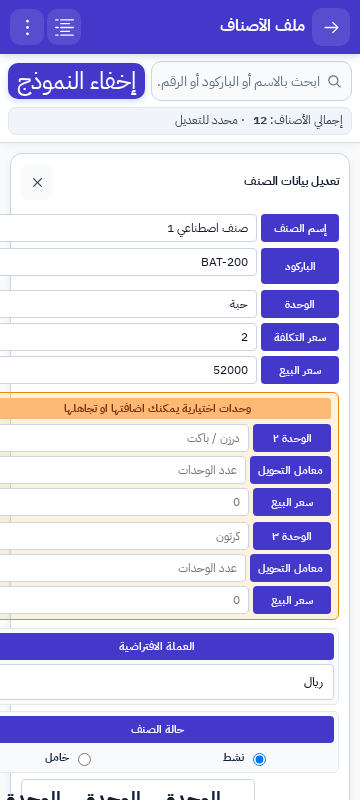 ملف الأصناف
ابحث بالاسم أو الباركود أو الرقم.
إخفاء النموذج
إجمالي الأصناف: 12 · محدد للتعديل
تعديل بيانات الصنف
إسم الصنف
صنف اصطناعي 1
الباركود
BAT-200
الوحدة
حبة
سعر التكلفة
2
سعر البيع
52000
وحدات اختيارية يمكنك اضافتها او تجاهلها
الوحدة ٢
درزن / باكت
معامل التحويل
عدد الوحدات
سعر البيع
0
الوحدة ٣
كرتون
معامل التحويل
عدد الوحدات
سعر البيع
0
العملة الافتراضية
ريال
حالة الصنف
نشط
خامل
الوحدة الوحدة الوحدة